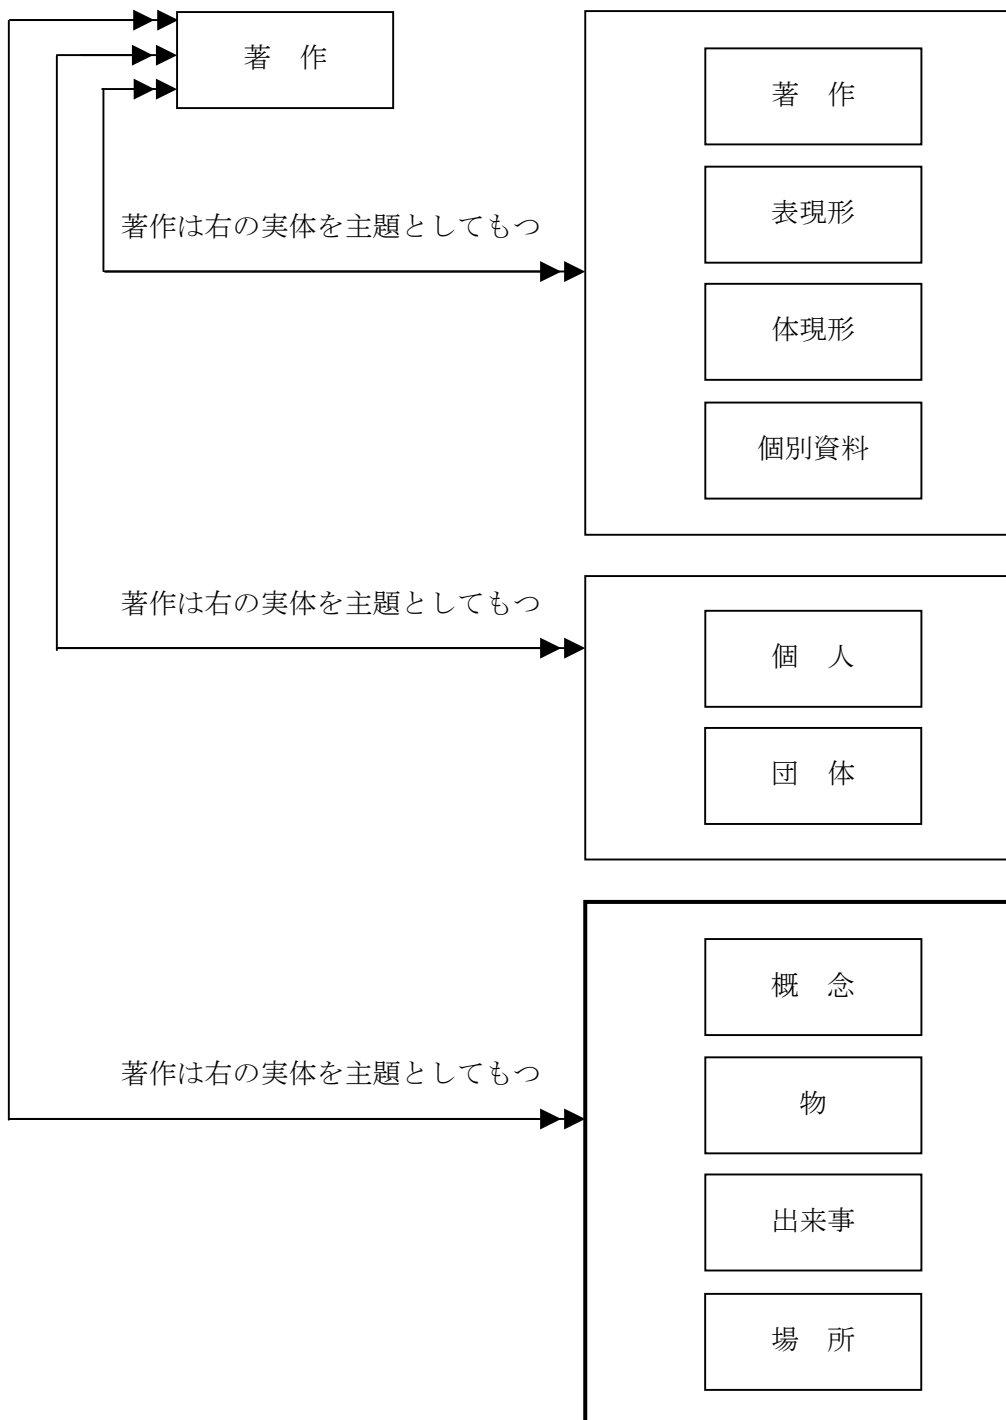 著　作
著　作
表現形
著作は右の実体を主題としてもつ
体現形
個別資料
著作は右の実体を主題としてもつ
個　人
団　体
概　念
著作は右の実体を主題としてもつ
物
出来事
場　所